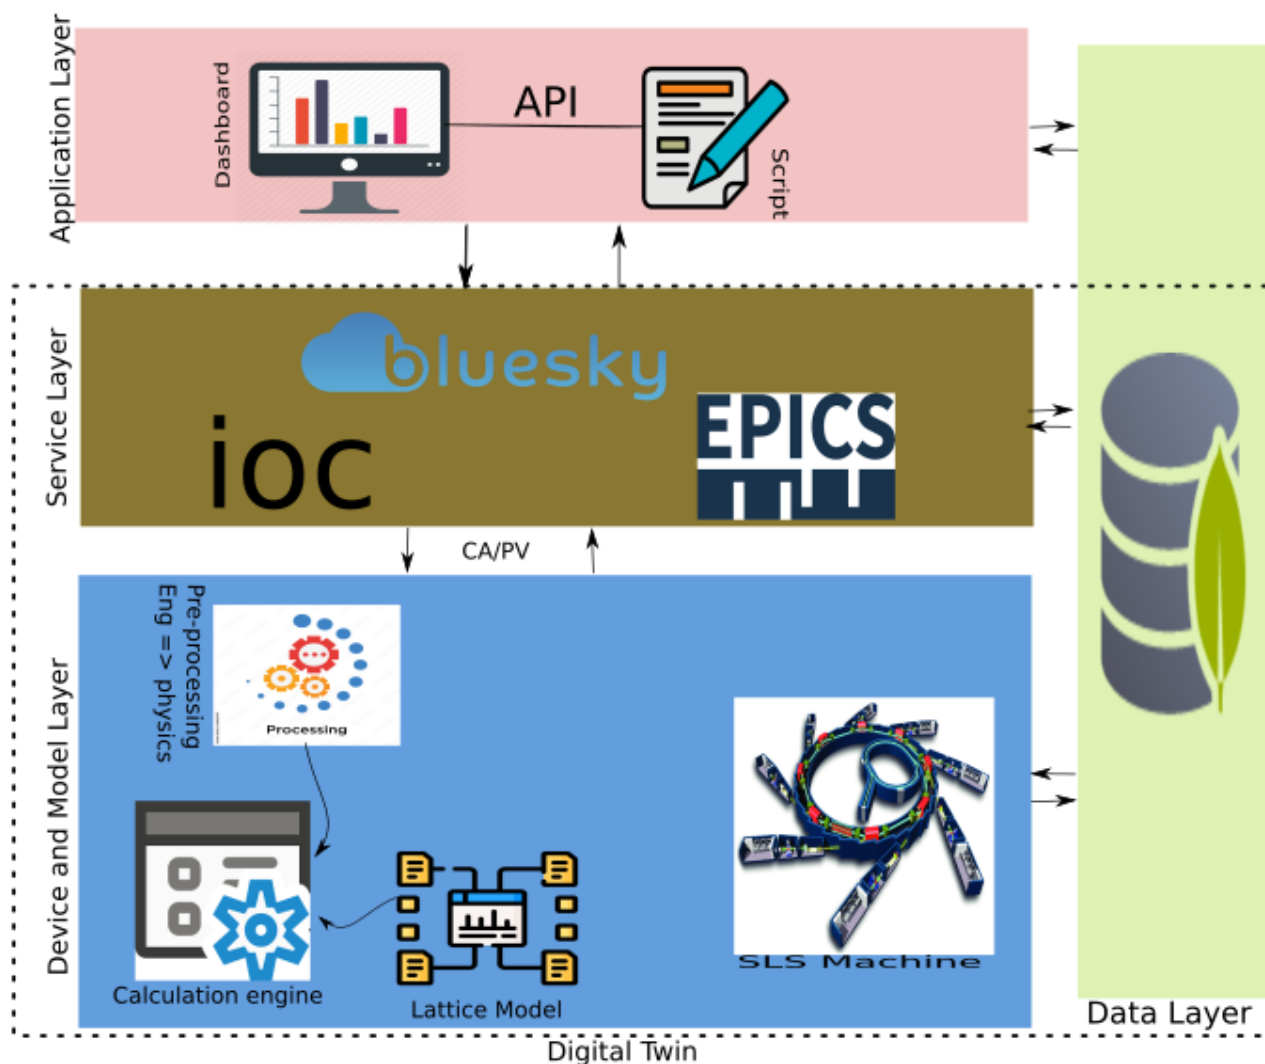 Application Layer
Dashboard
API
Script
Service Layer
bluesky
ioc
EPICS
CA/PV
Device and Model Layer
Pre-processing
Eng => physics
Processing
Calculation engine
Lattice Model
SLS Machine
Data Layer
Digital Twin